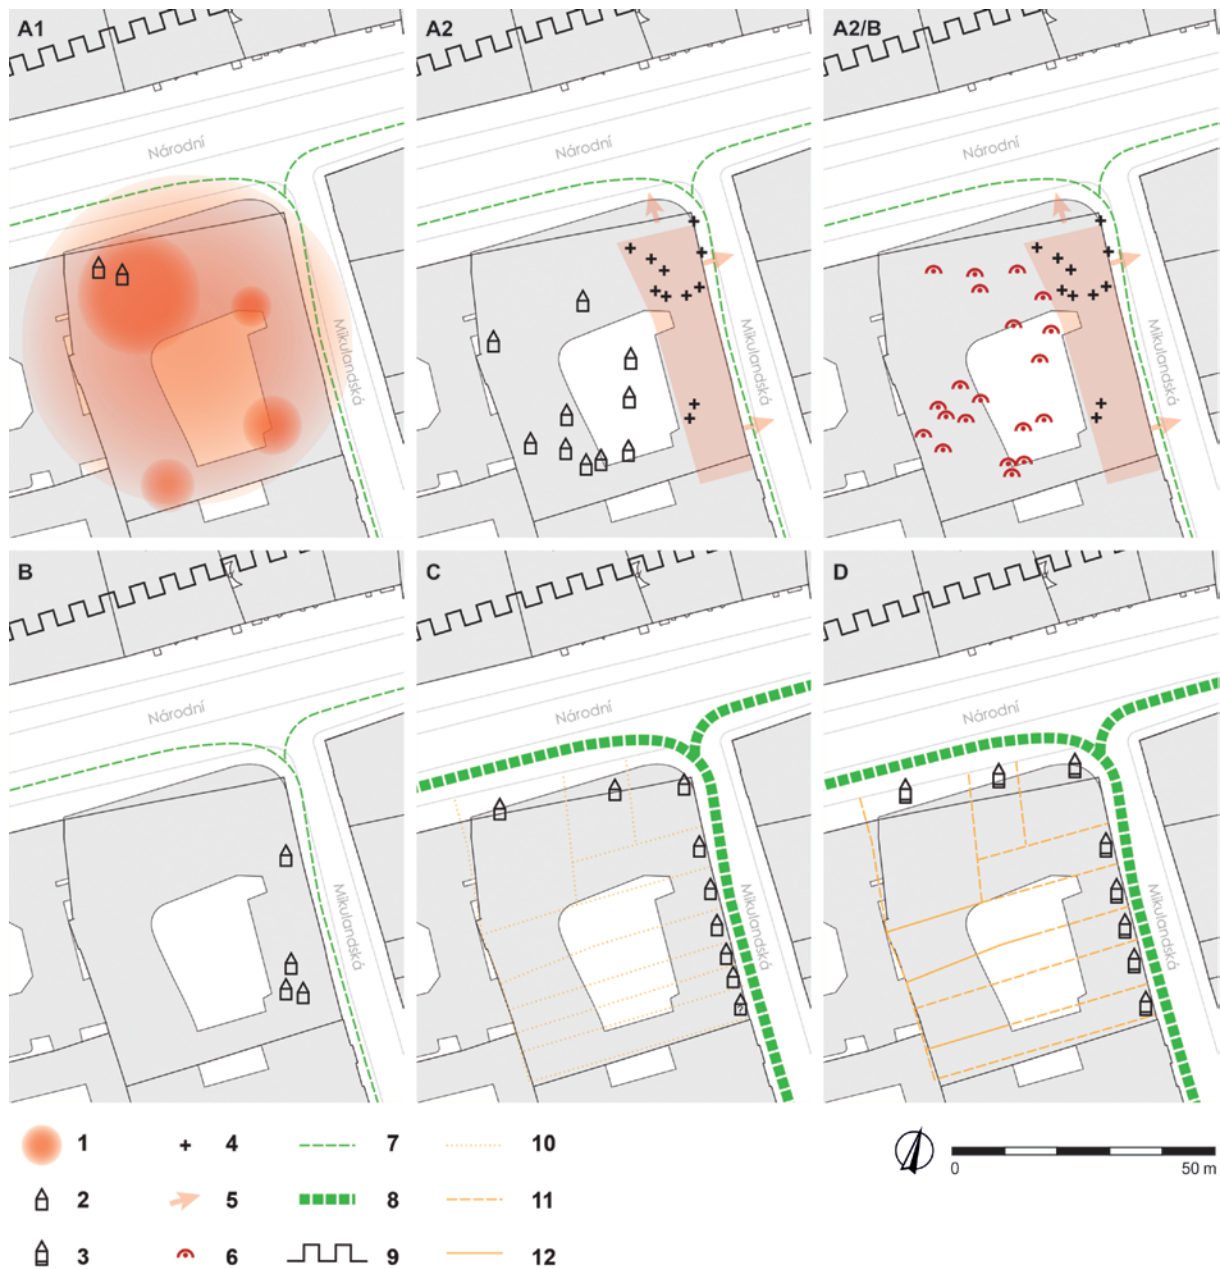 A1
A2
A2/B
Národní
Národní
Národní
Mikulandská
Mikulandská
Mikulandská
B
C
D
Národní
Národní
Národní
Mikulandská
Mikulandská
Mikulandská
?
1 4 7 10
2 5 8 11
3 6 9 12
0 50 m